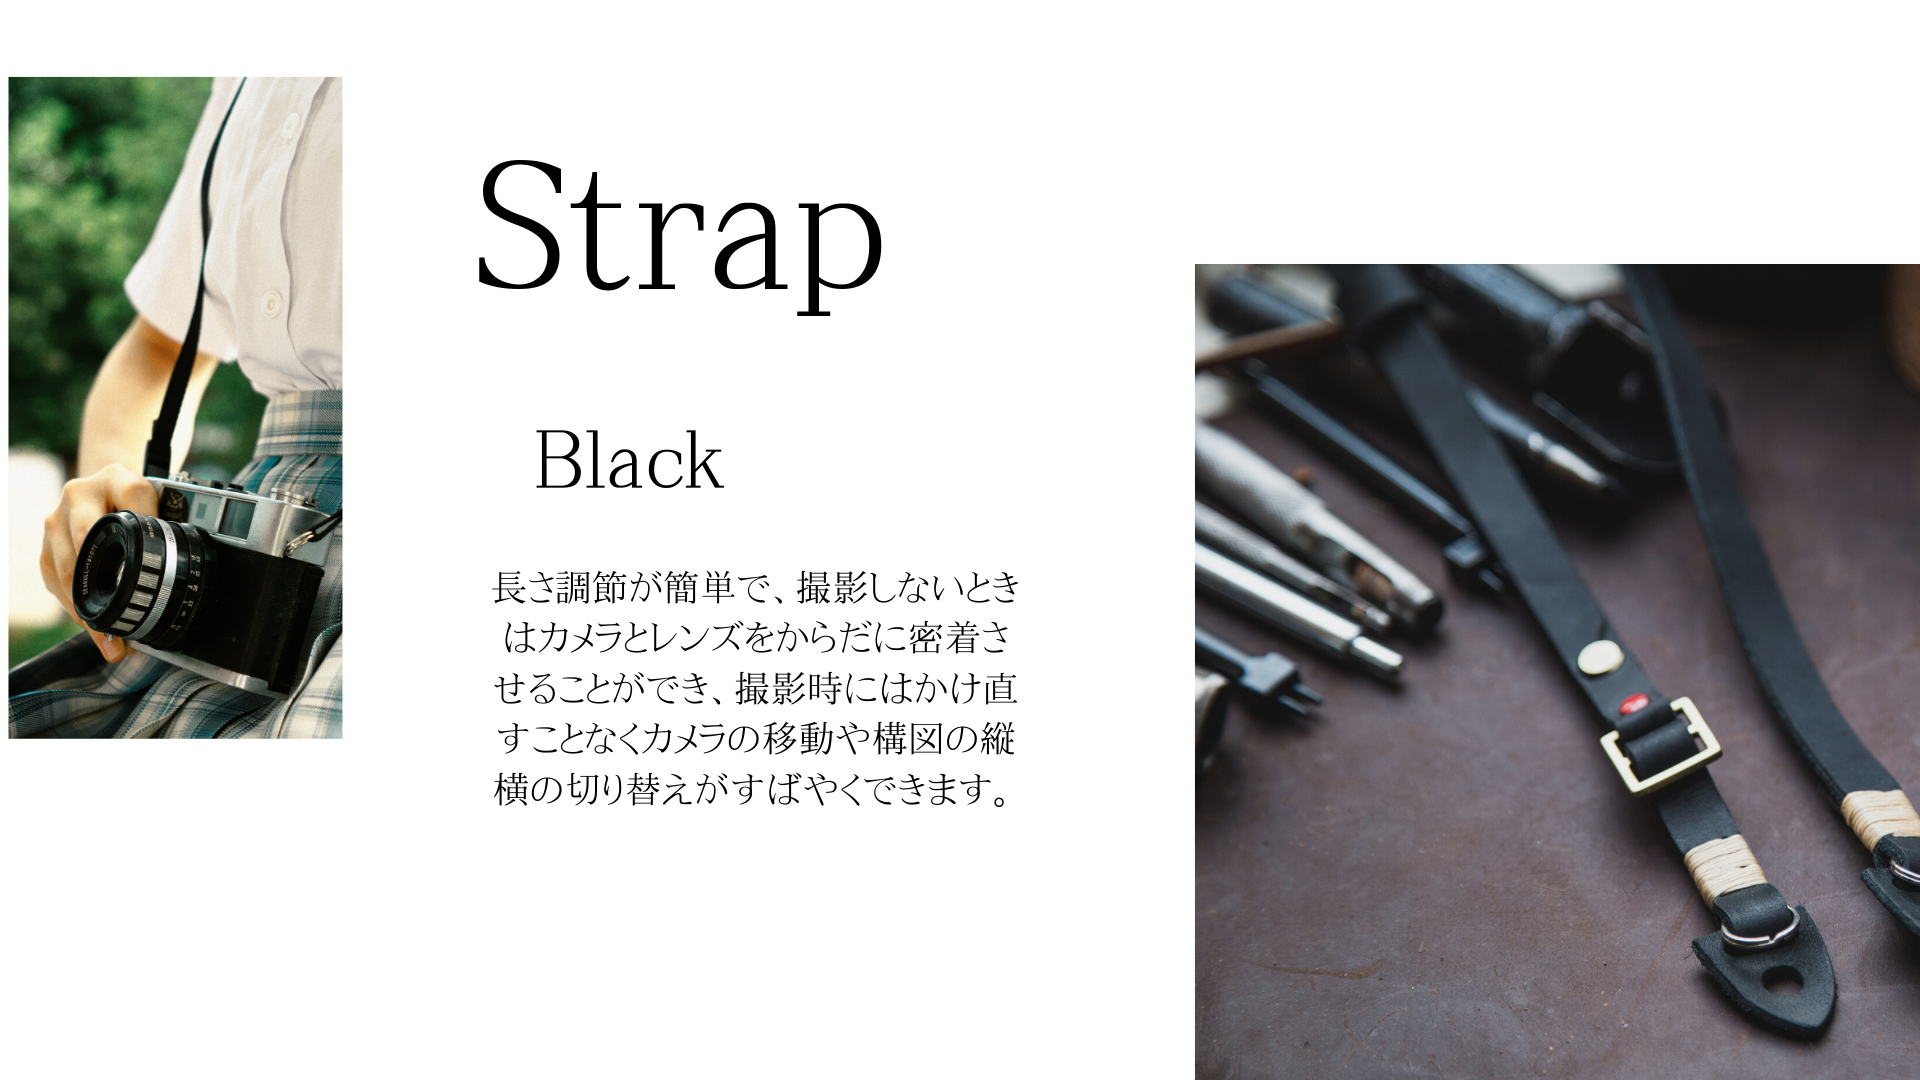 Strap
Black
長さ調節が簡単で、撮影しないとき
はカメラとレンズをからだに密着さ
せることができ、撮影時にはかけ直
すことなくカメラの移動や構図の縦
横の切り替えがすばやくできます。